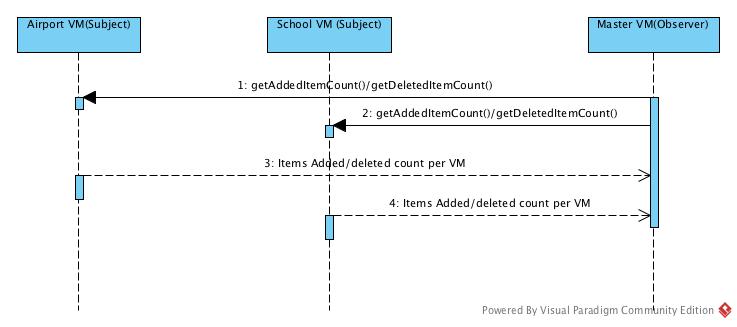 Airport VM(Subject)
School VM (Subject)
Master VM(Observer)
1: getAddedItemCount()/getDeletedItemCount()
2: getAddedItemCount()/getDeletedItemCount()
3: Items Added/deleted count per VM
4: Items Added/deleted count per VM
Powered By Visual Paradigm Community Edition